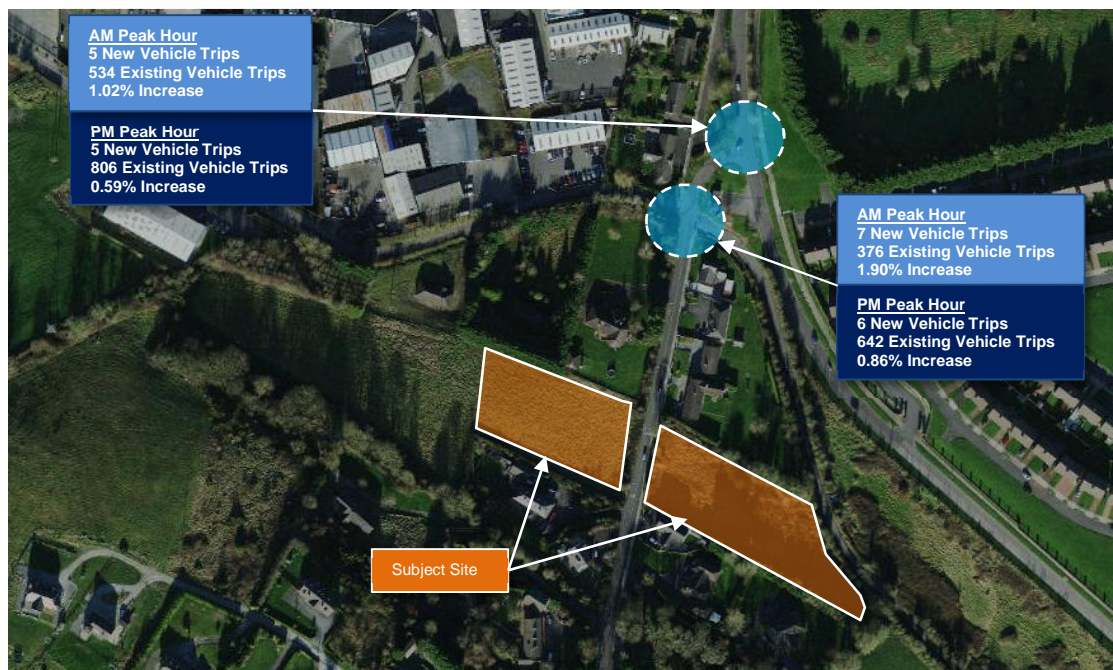 AM Peak Hour
5 New Vehicle Trips
534 Existing Vehicle Trips
1.02% Increase
PM Peak Hour
5 New Vehicle Trips
806 Existing Vehicle Trips
0.59% Increase
AM Peak Hour
7 New Vehicle Trips
376 Existing Vehicle Trips
1.90% Increase
PM Peak Hour
6 New Vehicle Trips
642 Existing Vehicle Trips
0.86% Increase
Subject Site